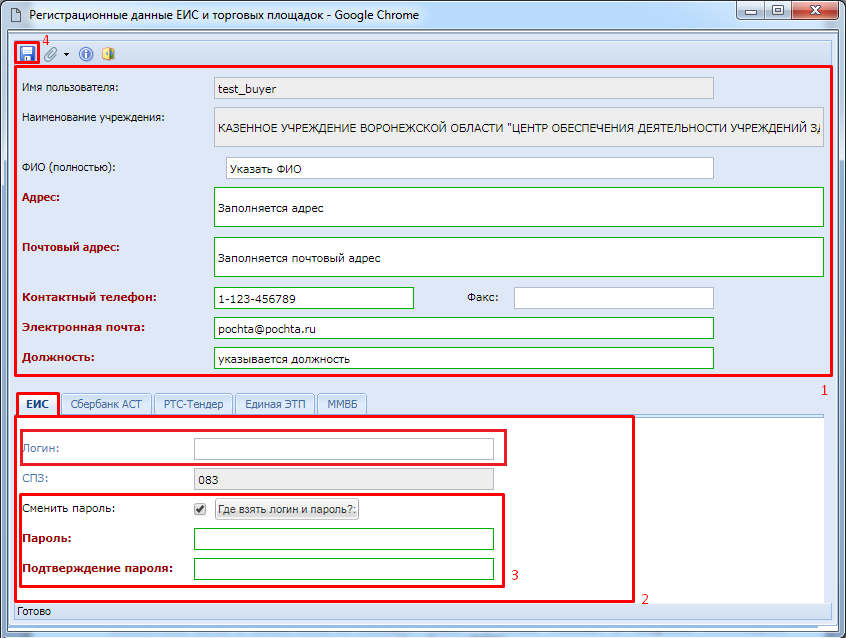 Регистрационные данные ЕИС и торговых площадок - Google Chrome
4
Имя пользователя: test_buyer
Наименование учреждения: КАЗЕННОЕ УЧРЕЖДЕНИЕ ВОРОНЕЖСКОЙ ОБЛАСТИ "ЦЕНТР ОБЕСПЕЧЕНИЯ ДЕЯТЕЛЬНОСТИ УЧРЕЖДЕНИЙ
ФИО (полностью): Указать ФИО
Адрес: Заполняется адрес
Почтовый адрес: Заполняется почтовый адрес
Контактный телефон: 1-123-456789 Факс:
Электронная почта: pochta@pochta.ru
Должность: указывается должность
1
ЕИС Сбербанк АСТ РТС-Тендер Единая ЭТП ММВБ
Логин:
СПЗ: 083
Сменить пароль: Где взять логин и пароль?:
Пароль:
Подтверждение пароля:
3
2
Готово